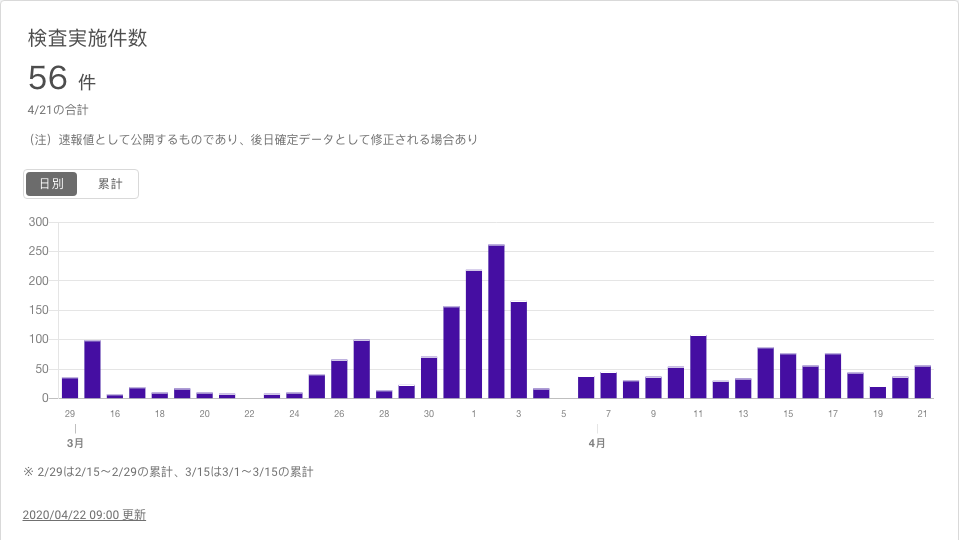 検査実施件数
56 件
4/21の合計
（注）速報値として公開するものであり、後日確定データとして修正される場合あり
日別 累計
300
250
200
150
100
50
0
29 16 18 20 22 24 26 28 30 1 3 5 7 9 11 13 15 17 19 21
3月 4月
※ 2/29は2/15〜2/29の累計、3/15は3/1〜3/15の累計
2020/04/22 09:00 更新